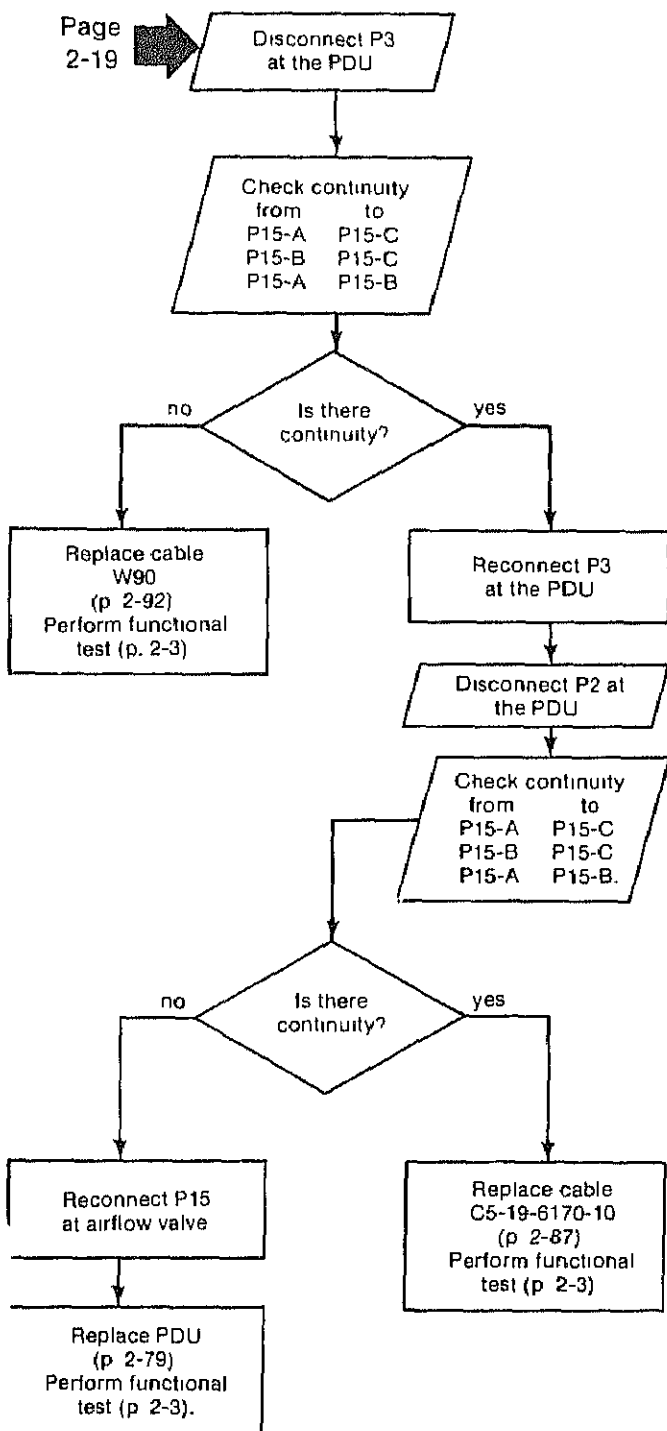 Page
2-19
Disconnect P3
at the PDU
Check continuity
from to
P15-A P15-C
P15-B P15-C
P15-A P15-B
no
Is there
continuity?
yes
Replace cable
W90
(p 2-92)
Perform functional
test (p. 2-3)
Reconnect P3
at the PDU
Disconnect P2 at
the PDU
Check continuity
from to
P15-A P15-C
P15-B P15-C
P15-A P15-B.
no
Is there
continuity?
yes
Reconnect P15
at airflow valve
Replace PDU
(p 2-79)
Perform functional
test (p 2-3).
Replace cable
C5-19-6170-10
(p 2-87)
Perform functional
test (p 2-3)